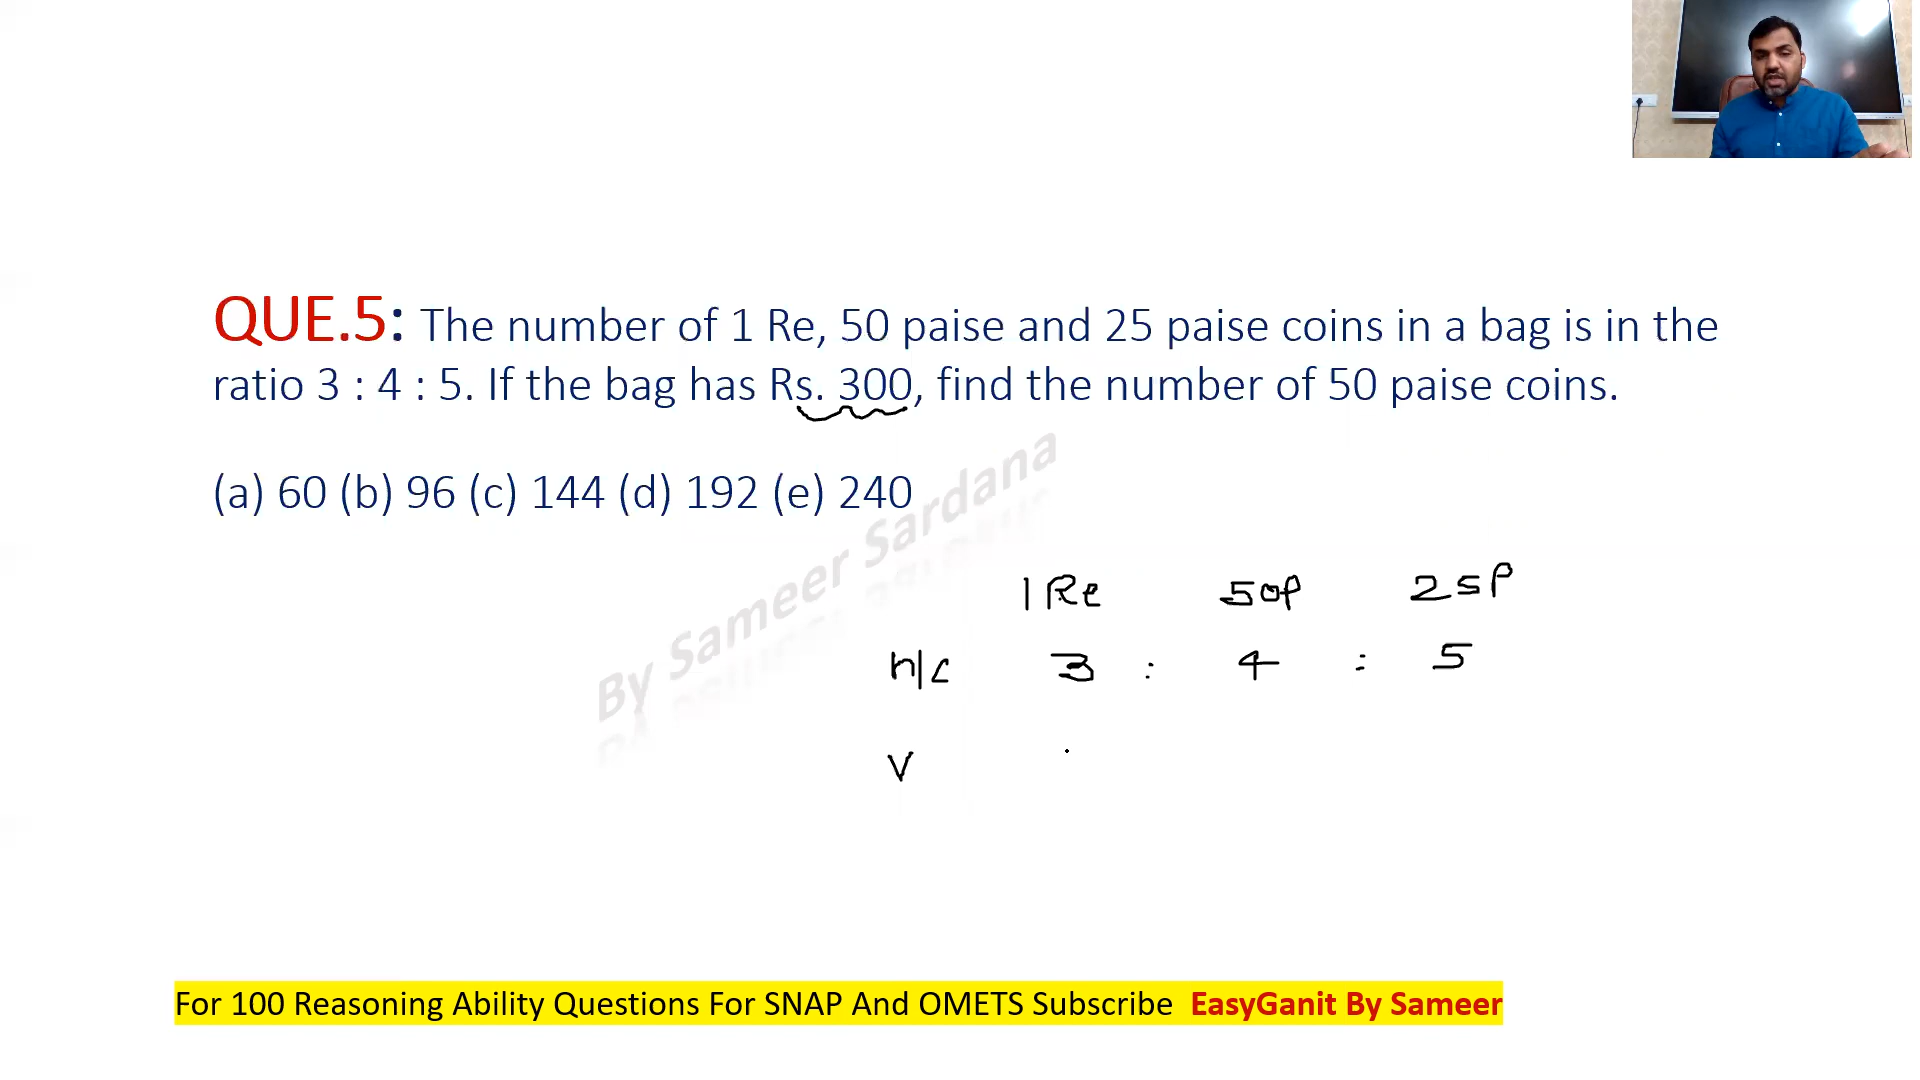 QUE.5: The number of 1 Re, 50 paise and 25 paise coins in a bag is in the
ratio 3 : 4 : 5. If the bag has Rs. 300, find the number of 50 paise coins.
(a) 60 (b) 96 (c) 144 (d) 192 (e) 240
By Sameer Sardana
1 Re 50P 25P
n/c 3 : 4 : 5
V
For 100 Reasoning Ability Questions For SNAP And OMETS Subscribe EasyGanit By Sameer